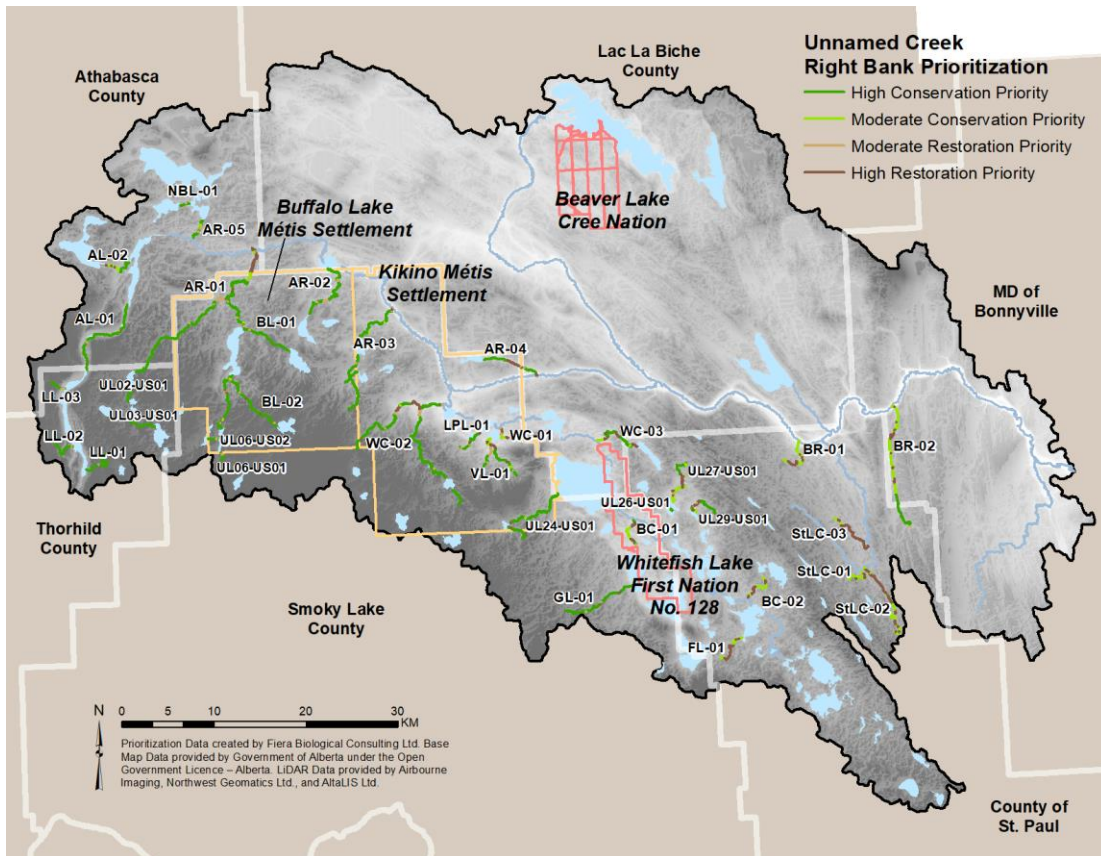 Unnamed Creek
Right Bank Prioritization
High Conservation Priority
Moderate Conservation Priority
Moderate Restoration Priority
High Restoration Priority
Lac La Biche
County
Athabasca
County
NBL-01
Beaver Lake
Cree Nation
Buffalo Lake
Métis Settlement
AR-05
AL-02
Kikino Métis
Settlement
AR-01
AR-02
MD of
Bonnyville
AL-01
BL-01
AR-03
AR-04
UL02-US01
LL-03
BL-02
UL03-US01
LPL-01
WC-01
WC-03
LL-02
UL06-US02
WC-02
BR-01
BR-02
LL-01
UL06-US01
VL-01
UL27-US01
UL26-US01
UL29-US01
Thorhild
County
UL24-US01
BC-01
StLC-03
Whitefish Lake
First Nation
No. 128
StLC-01
GL-01
BC-02
StLC-02
Smoky Lake
County
FL-01
N
0 5 10 20 30
KM
Prioritization Data created by Fiera Biological Consulting Ltd. Base
Map Data provided by Government of Alberta under the Open
Government Licence – Alberta. LiDAR Data provided by Airbourne
Imaging, Northwest Geomatics Ltd., and AltaLIS Ltd.
County of
St. Paul